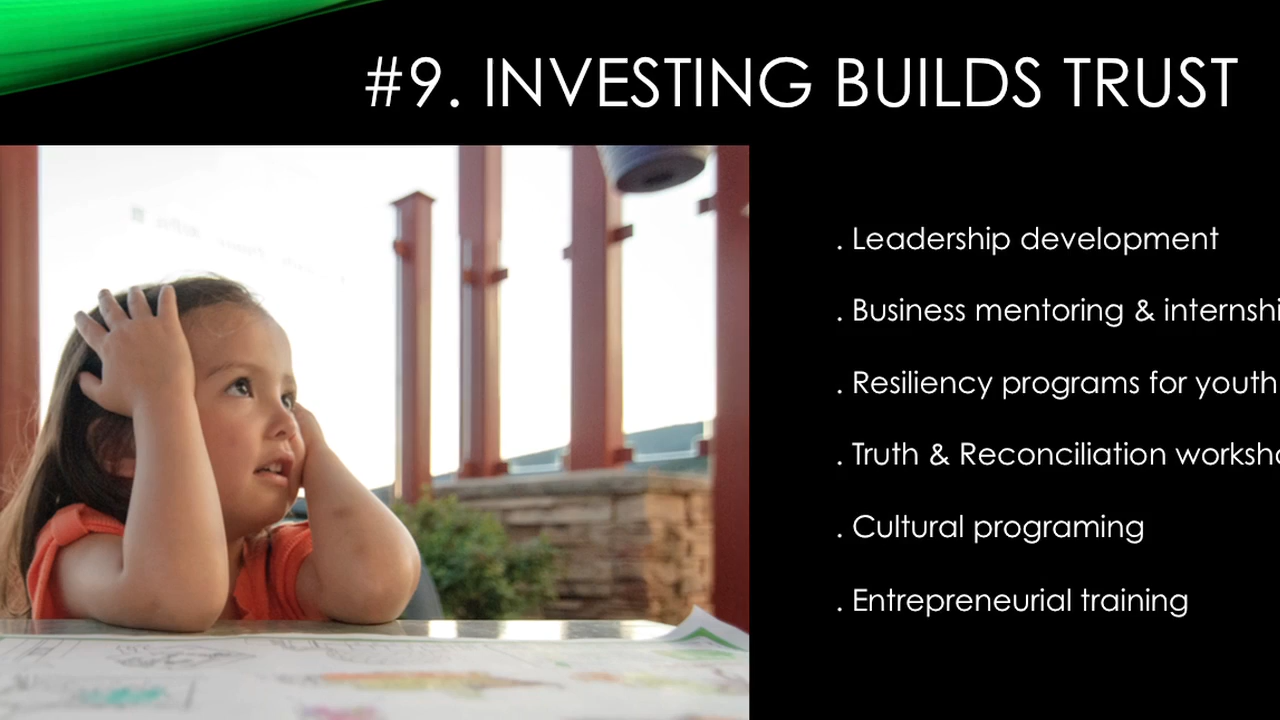 #9. INVESTING BUILDS TRUST
. Leadership development
. Business mentoring & internshi
. Resiliency programs for youth
. Truth & Reconciliation worksho
. Cultural programing
. Entrepreneurial training